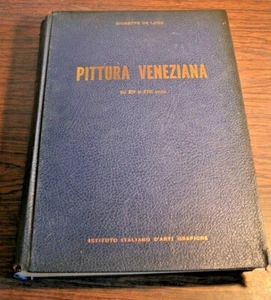 GIUSEPPE DE LOGU
PITTURA VENEZIANA
ISTITUTO ITALIANO D'ARTI GRAFICHE